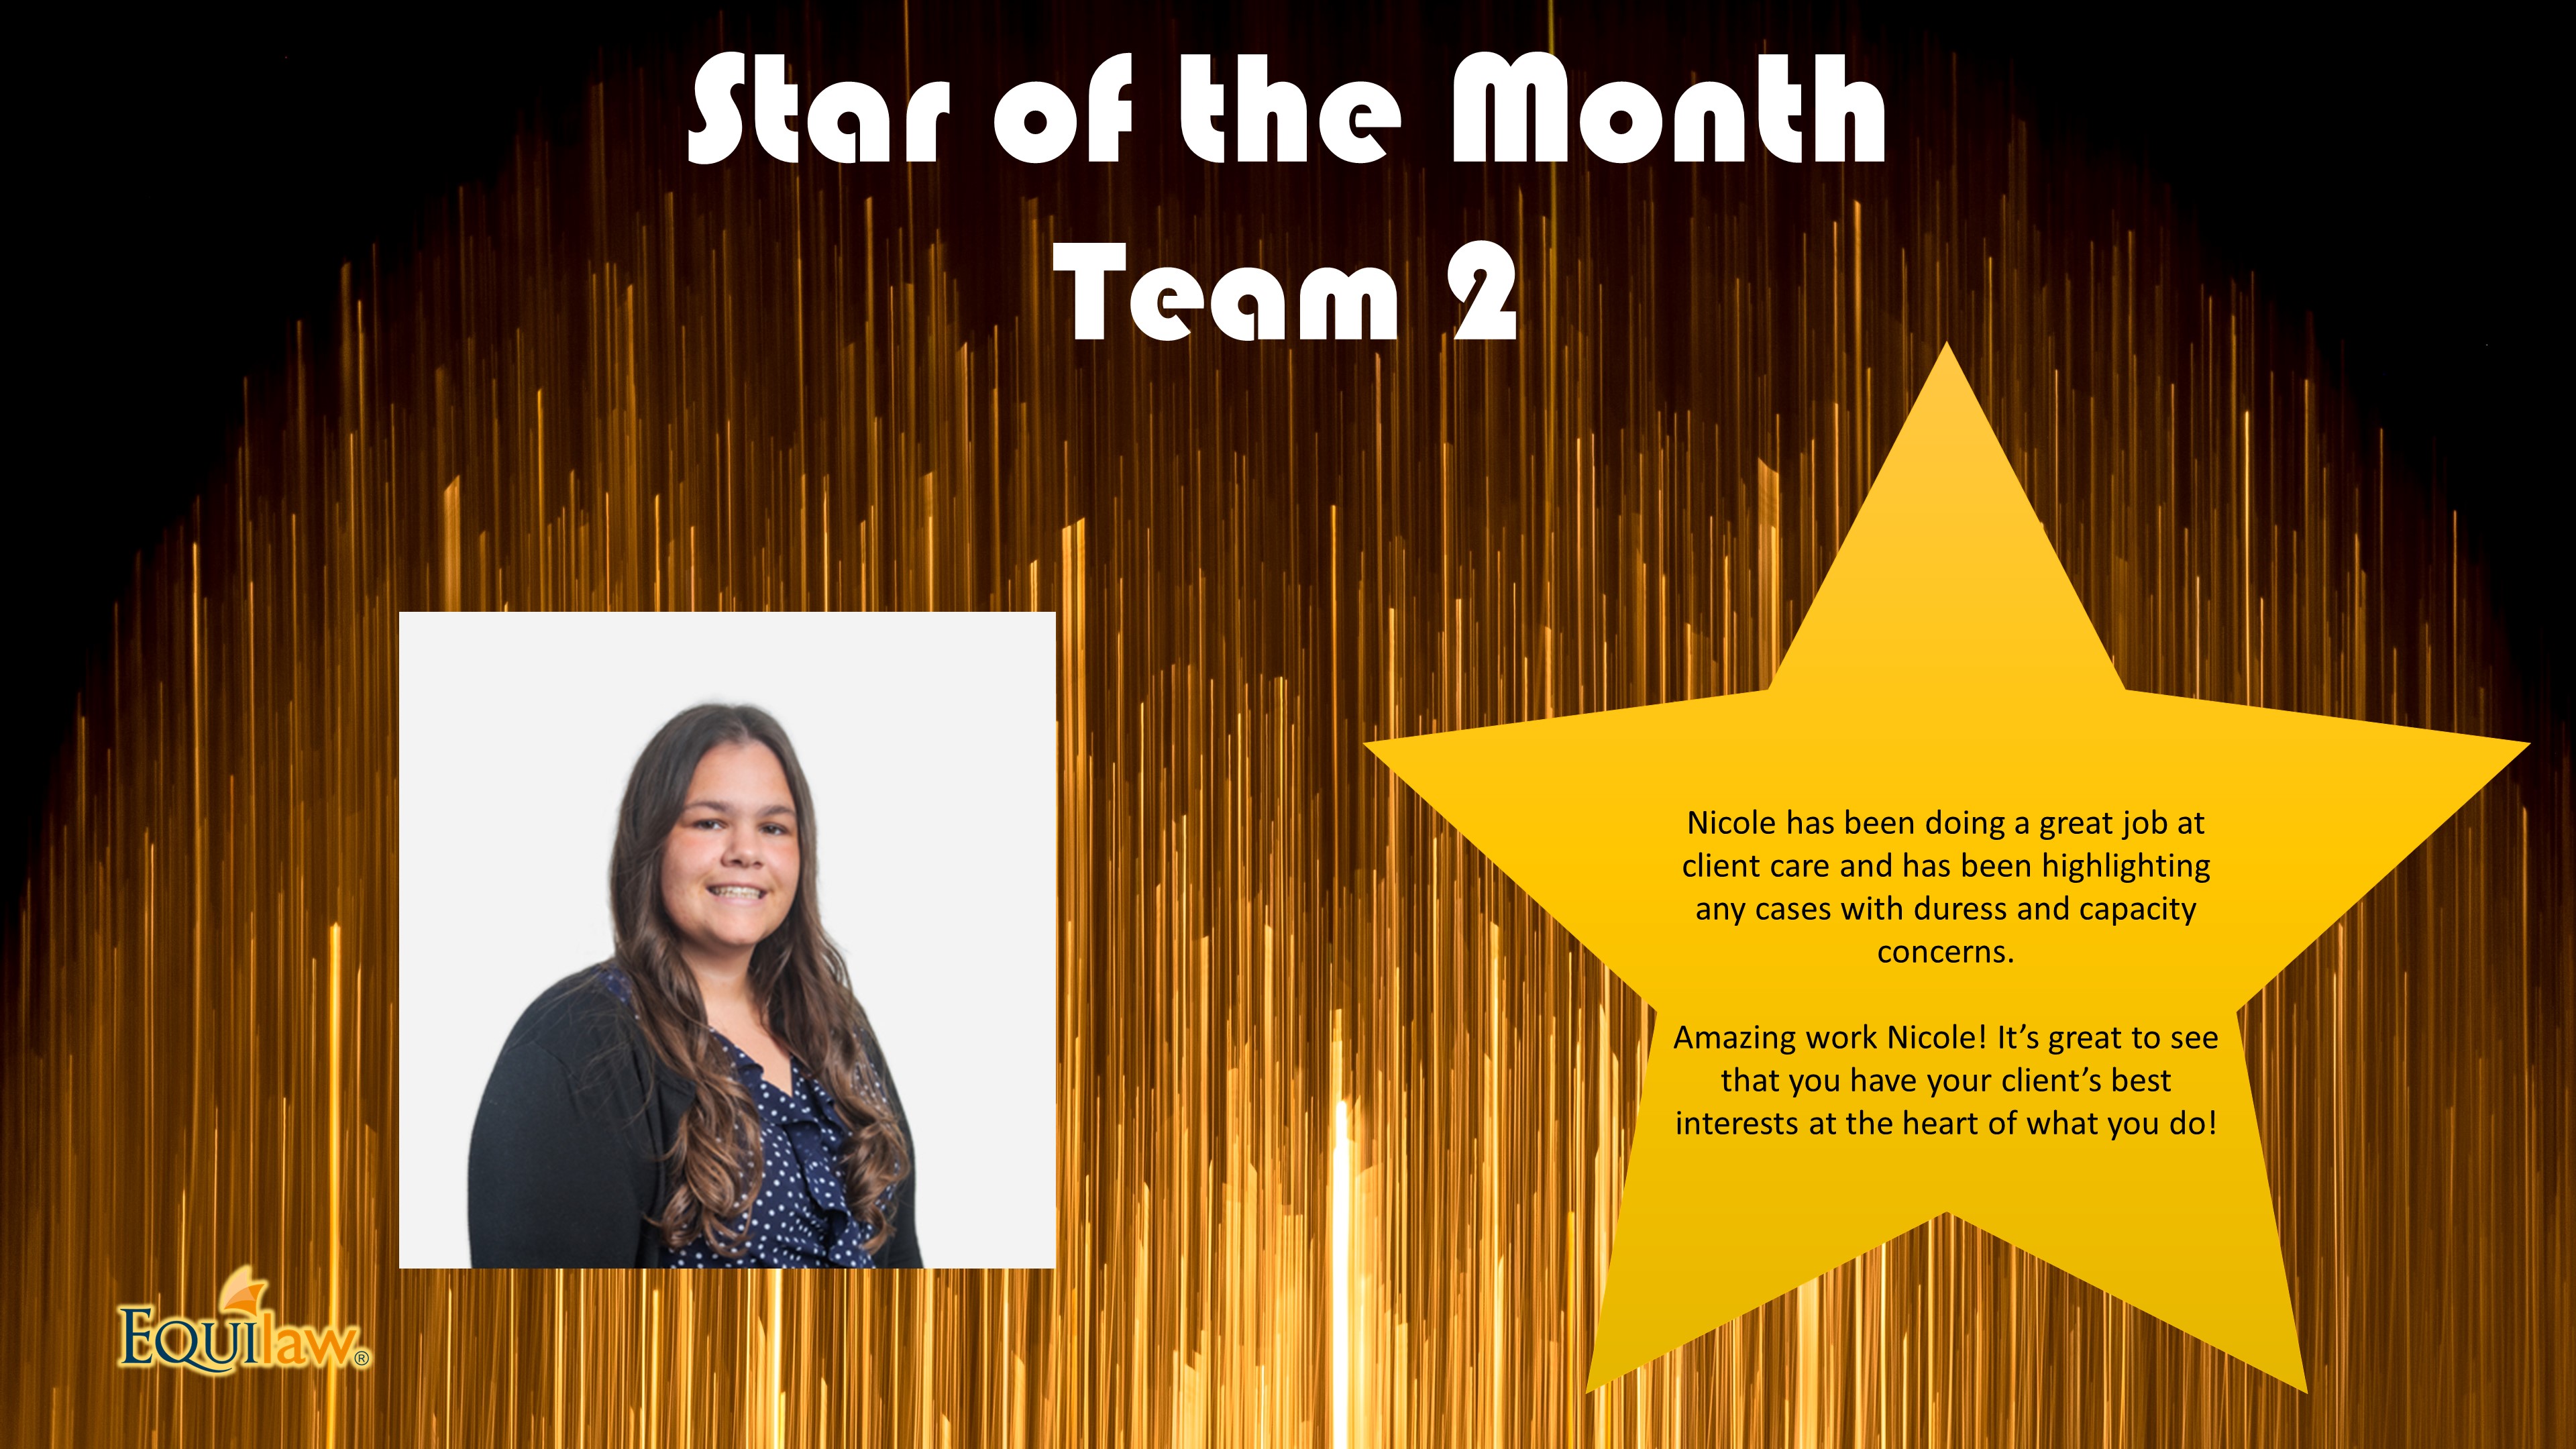 Star of the Month
Team 2
Nicole has been doing a great job at
client care and has been highlighting
any cases with duress and capacity
concerns.
Amazing work Nicole! It’s great to see
that you have your client’s best
interests at the heart of what you do!
EQUIlaw®